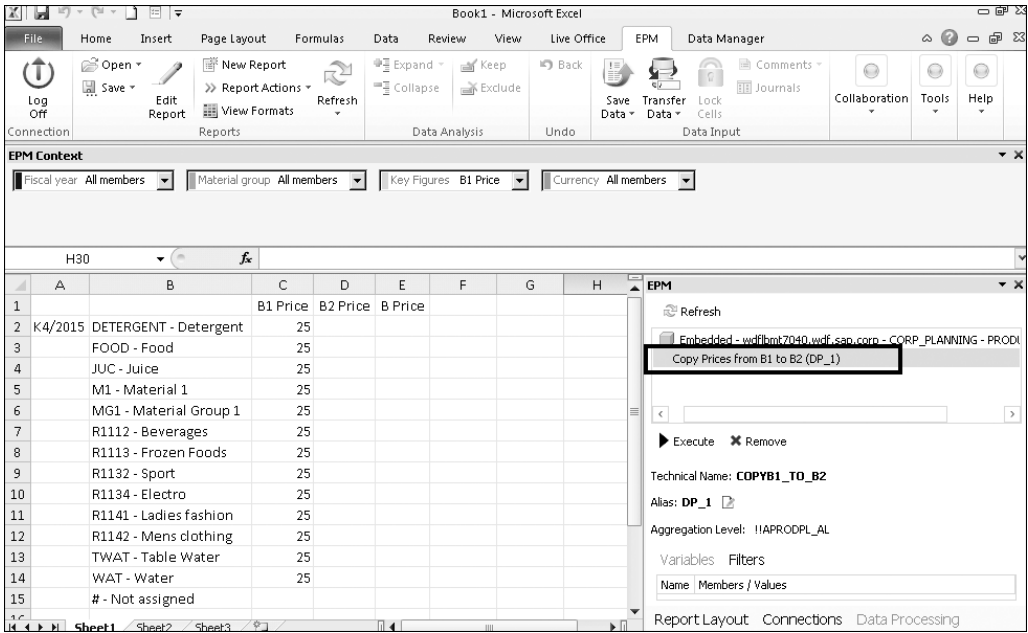 Book1 - Microsoft Excel
File Home Insert Page Layout Formulas Data Review View Live Office EPM Data Manager
Log Off
Open
Save
Edit Report
New Report
Report Actions
View Formats
Refresh
Expand
Collapse
Keep
Exclude
Back
Save Data
Transfer Data
Lock Cells
Comments
Journals
Collaboration
Tools
Help
Connection Reports Data Analysis Undo Data Input
EPM Context
Fiscal year All members Material group All members Key Figures B1 Price Currency All members
H30 fx
A B C D E F G H
1 B1 Price B2 Price B Price
2 K4/2015 DETERGENT - Detergent 25
3 FOOD - Food 25
4 JUC - Juice 25
5 M1 - Material 1 25
6 MG1 - Material Group 1 25
7 R1112 - Beverages 25
8 R1113 - Frozen Foods 25
9 R1132 - Sport 25
10 R1134 - Electro 25
11 R1141 - Ladies fashion 25
12 R1142 - Mens clothing 25
13 TWAT - Table Water 25
14 WAT - Water 25
15 # - Not assigned
Sheet1 Sheet2 Sheet3
EPM
Refresh
Embedded - wdflbmt7040.wdf.sap.corp - CORP_PLANNING - PRODU
Copy Prices from B1 to B2 (DP_1)
Execute Remove
Technical Name: COPYB1_TO_B2
Alias: DP_1
Aggregation Level: !!APRODPL_AL
Variables Filters
Name Members / Values
Report Layout Connections Data Processing